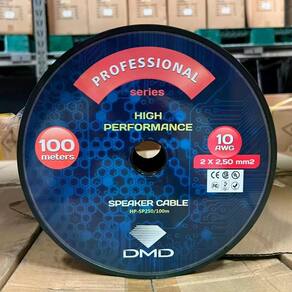 PROFESSIONAL
series
HIGH
PERFORMANCE
100
meters
10
AWG
2 X 2,50 mm2
SPEAKER CABLE
HP-SP250/100m
DMD